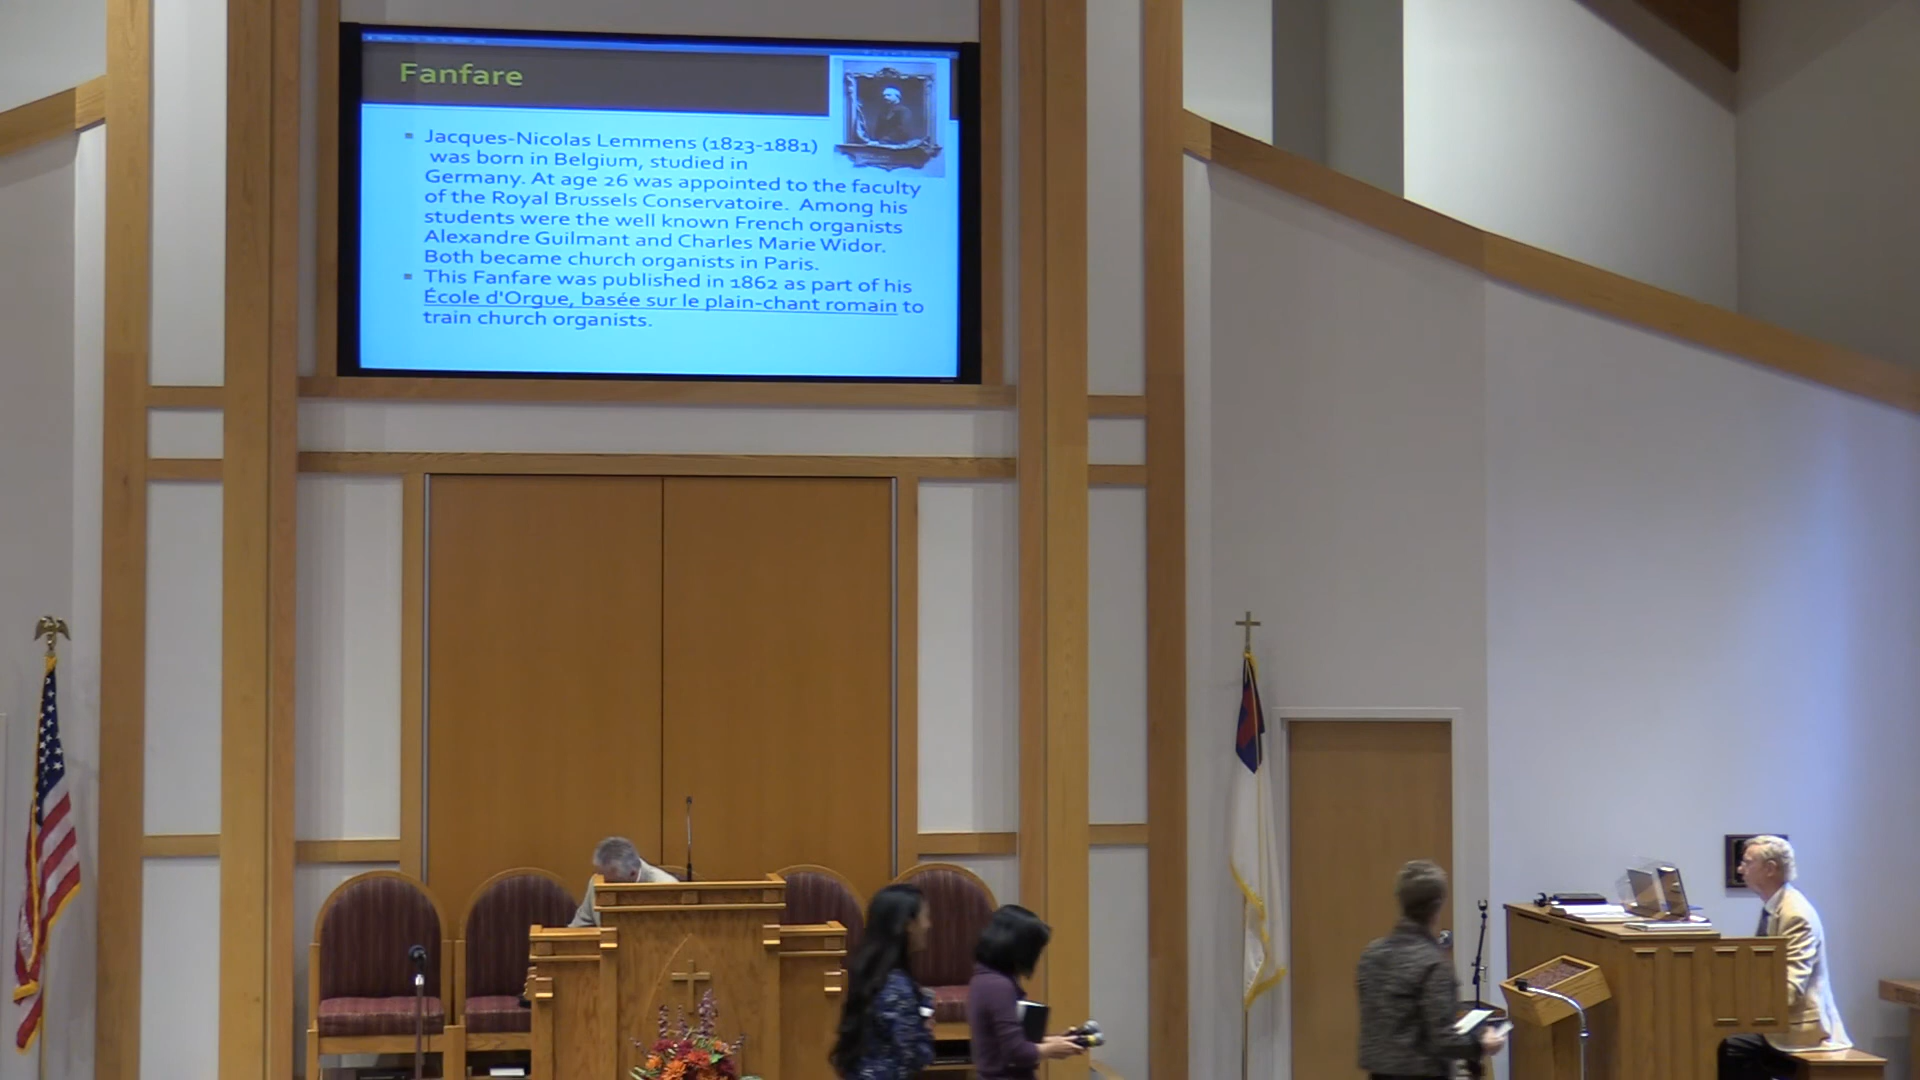 Fanfare
Jacques-Nicolas Lemmens (1823-1881)
was born in Belgium, studied in
Germany. At age 26 was appointed to the faculty
of the Royal Brussels Conservatoire. Among his
students were the well known French organists
Alexandre Guilmant and Charles Marie Widor.
Both became church organists in Paris.
This Fanfare was published in 1862 as part of his
École d'Orgue, basée sur le plain-chant romain to
train church organists.